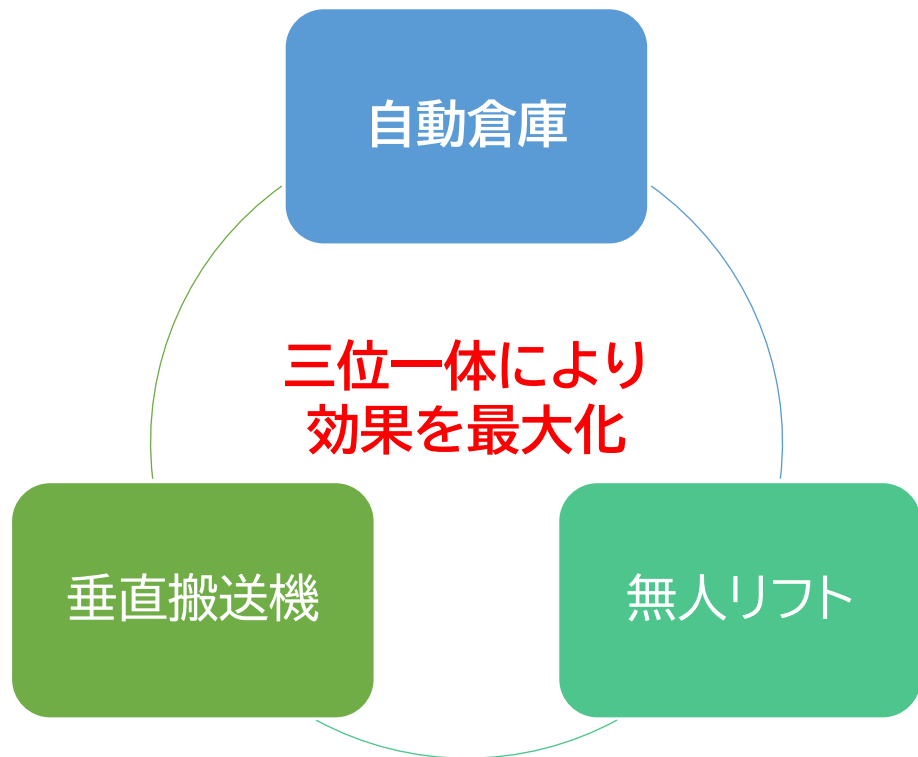 自動倉庫
三位一体により
効果を最大化
垂直搬送機
無人リフト